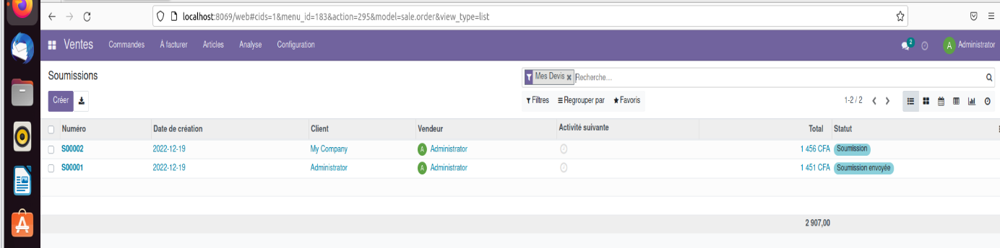 localhost:8069/web#cids=1&menu_id=183&action=295&model=sale.order&view_type=list
Ventes Commandes À facturer Articles Analyse Configuration 2 A Administrator
Soumissions Mes Devis Recherche...
Créer Filtres Regrouper par Favoris 1-2 / 2
Numéro Date de création Client Vendeur Activité suivante Total Statut
S00002 2022-12-19 My Company A Administrator 1 456 CFA Soumission
S00001 2022-12-19 Administrator A Administrator 1 451 CFA Soumission envoyée
2 907,00